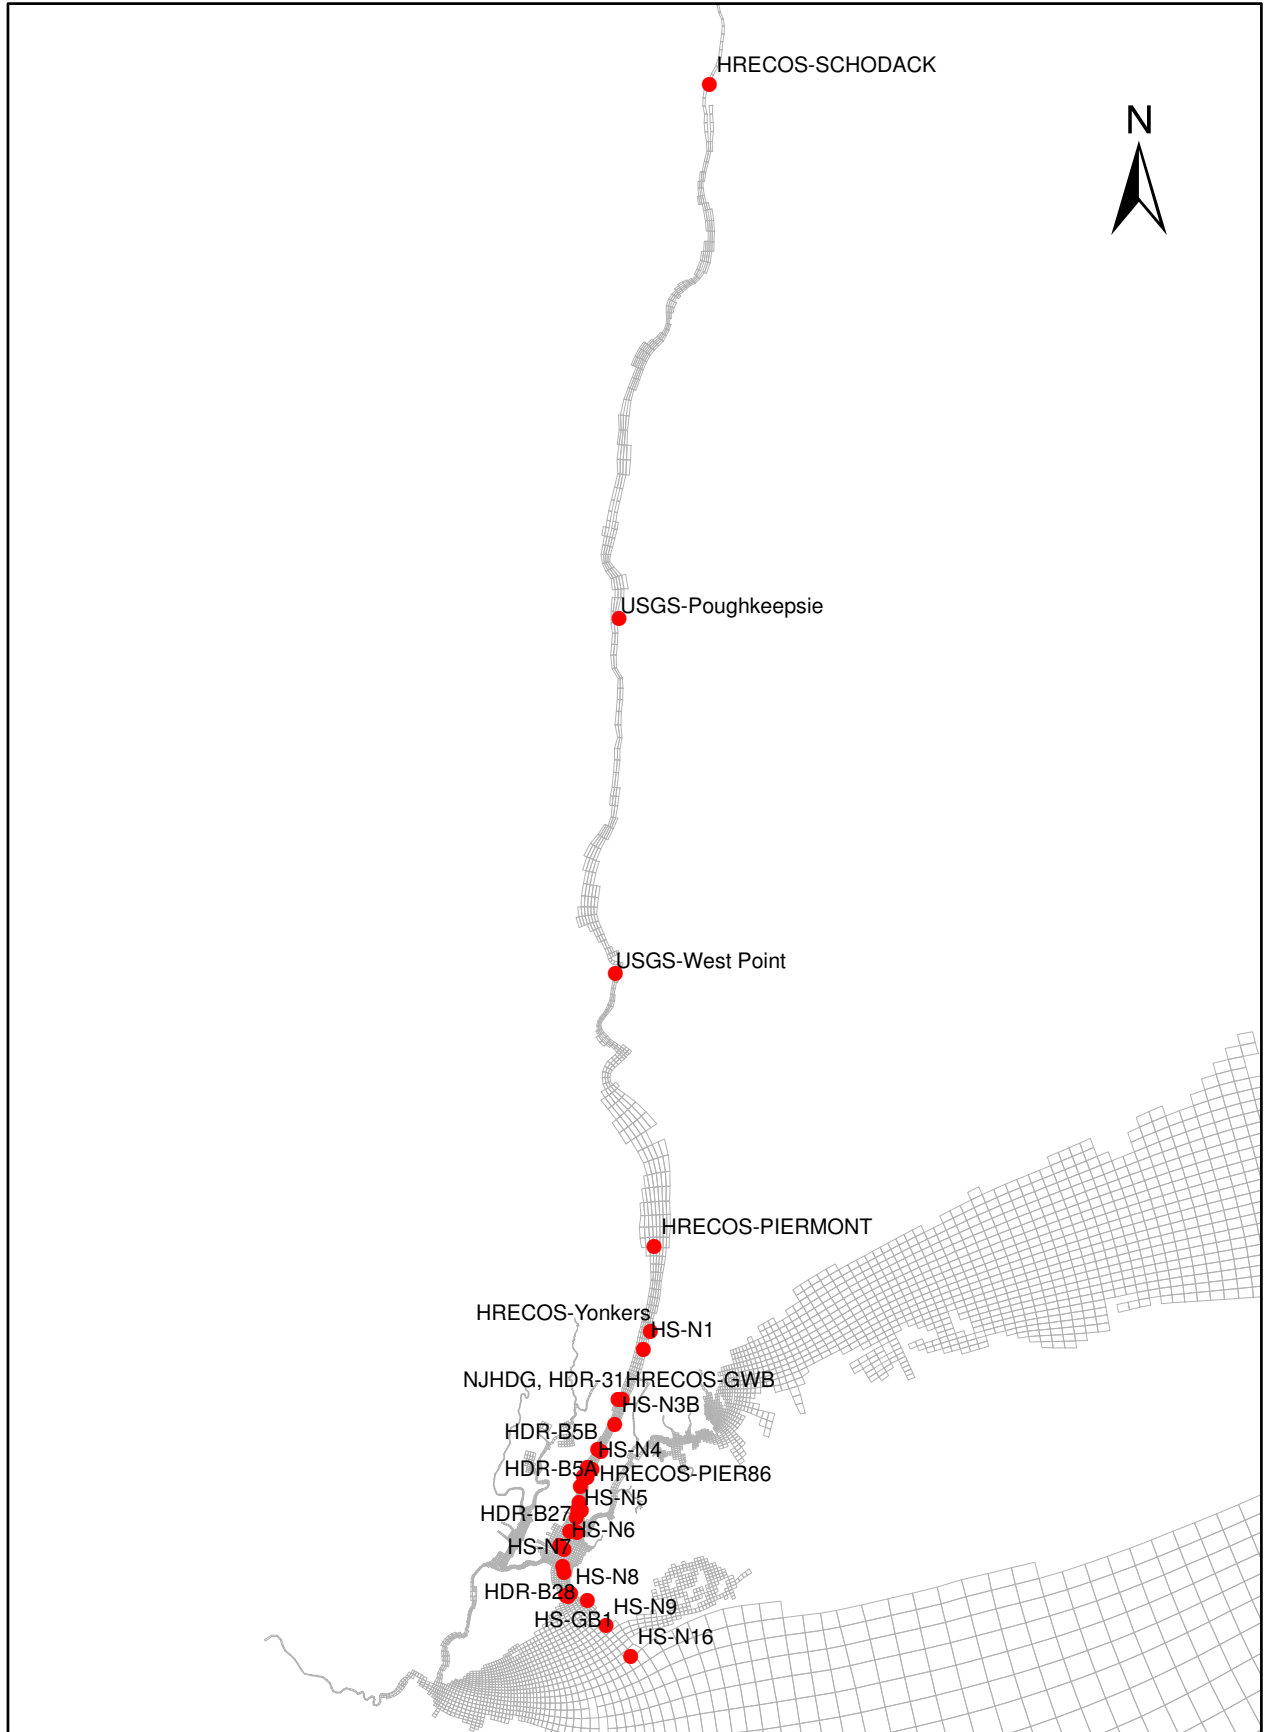 HRECOS-SCHODACK
N
USGS-Poughkeepsie
USGS-West Point
HRECOS-PIERMONT
HRECOS-Yonkers
HS-N1
NJHDG, HDR-31HRECOS-GWB
HS-N3B
HDR-B5B
HS-N4
HDR-B5A
HRECOS-PIER86
HS-N5
HDR-B27
HS-N6
HS-N7
HS-N8
HDR-B28
HS-N9
HS-GB1
HS-N16